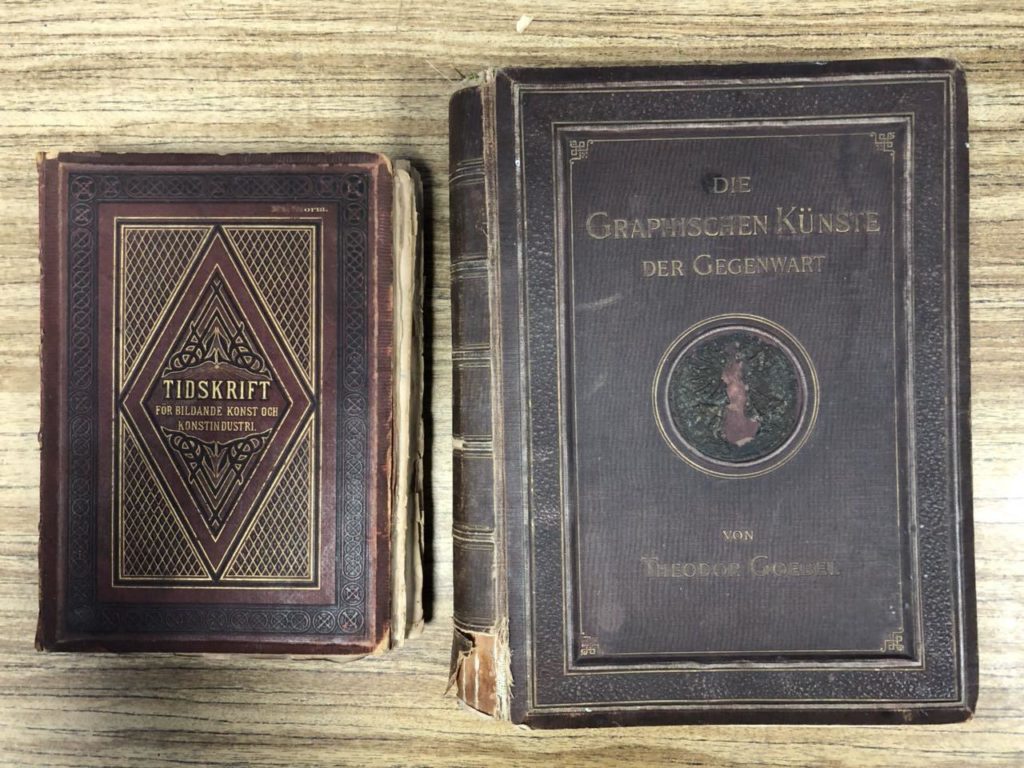 TIDSKRIFT
FÖR BILDANDE KONST OCH
KONSTINDUSTRI.
DIE
GRAPHISCHEN KÜNSTE
DER GEGENWART
VON
THEODOR GOEBEL